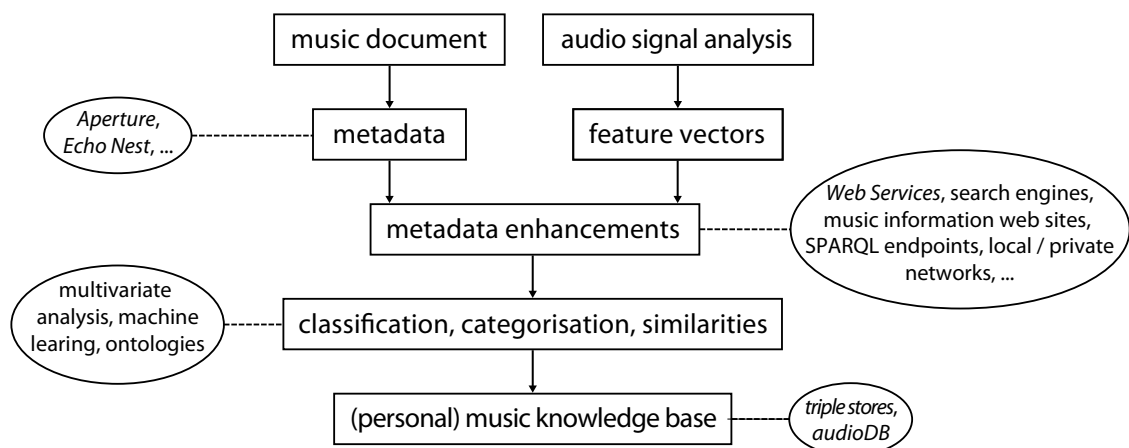 music document
audio signal analysis
Aperture,
Echo Nest, ...
metadata
feature vectors
metadata enhancements
Web Services, search engines,
music information web sites,
SPARQL endpoints, local / private
networks, ...
multivariate
analysis, machine
learing, ontologies
classification, categorisation, similarities
(personal) music knowledge base
triple stores,
audioDB